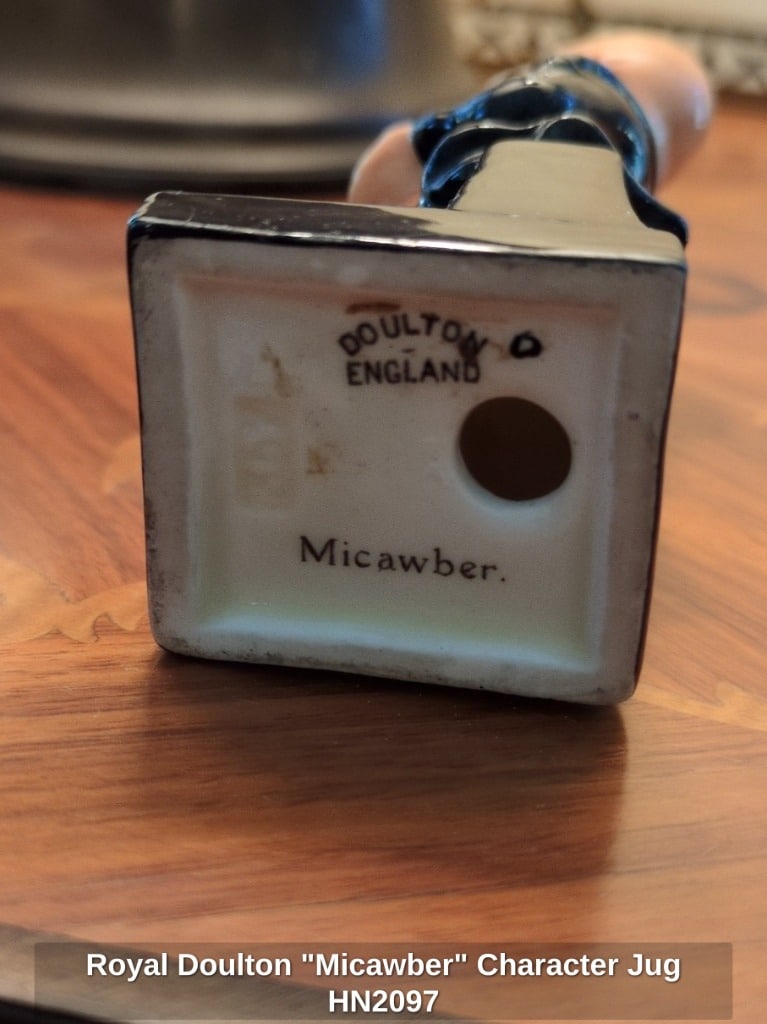 DOULTON
ENGLAND
Micawber.
Royal Doulton "Micawber" Character Jug
HN2097